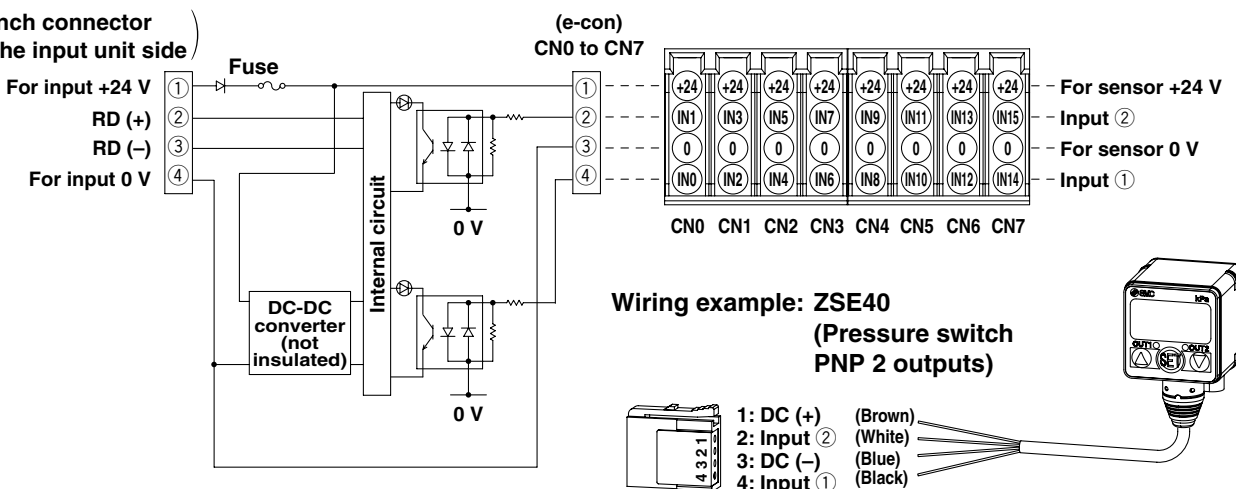 nch connector
he input unit side)
For input +24 V
RD (+)
RD (–)
For input 0 V
1
2
3
4
Fuse
Internal circuit
DC-DC
converter
(not
insulated)
0 V
0 V
(e-con)
CN0 to CN7
1
2
3
4
+24 +24 +24 +24 +24 +24 +24 +24
IN1 IN3 IN5 IN7 IN9 IN11 IN13 IN15
0 0 0 0 0 0 0 0
IN0 IN2 IN4 IN6 IN8 IN10 IN12 IN14
CN0 CN1 CN2 CN3 CN4 CN5 CN6 CN7
For sensor +24 V
Input ②
For sensor 0 V
Input ①
Wiring example: ZSE40
(Pressure switch
PNP 2 outputs)
4 3 2 1
1: DC (+) (Brown)
2: Input ② (White)
3: DC (–) (Blue)
4: Input ① (Black)
SMC kPa
OUT1 OUT2
SET